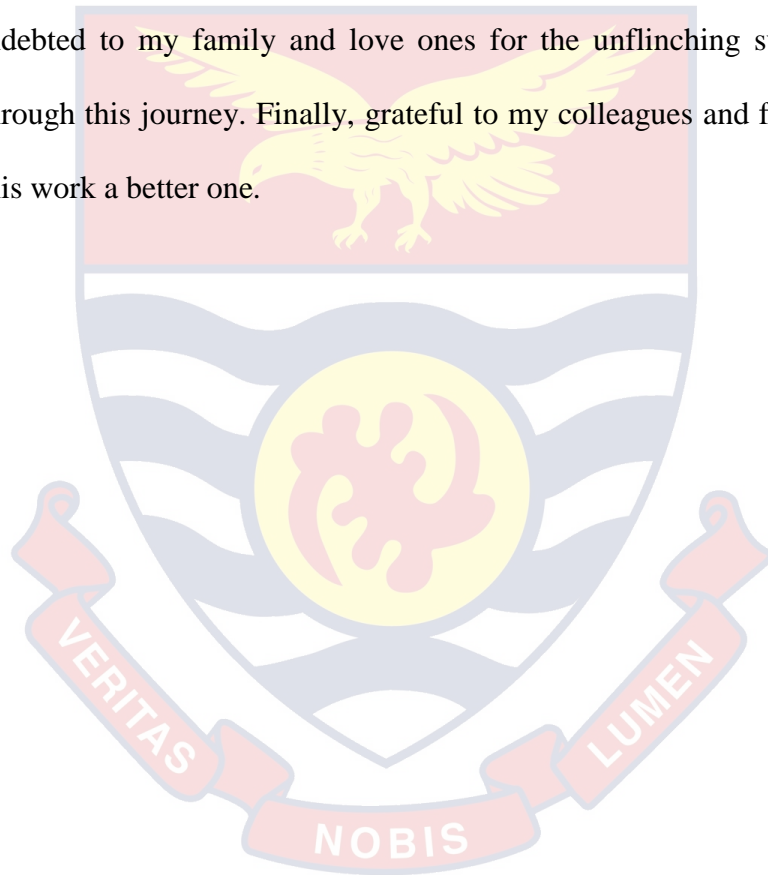 debted to my family and love ones for the unflinching
rough this journey. Finally, grateful to my colleagues and
is work a better one.
VERITAS
NOBIS
LUMEN